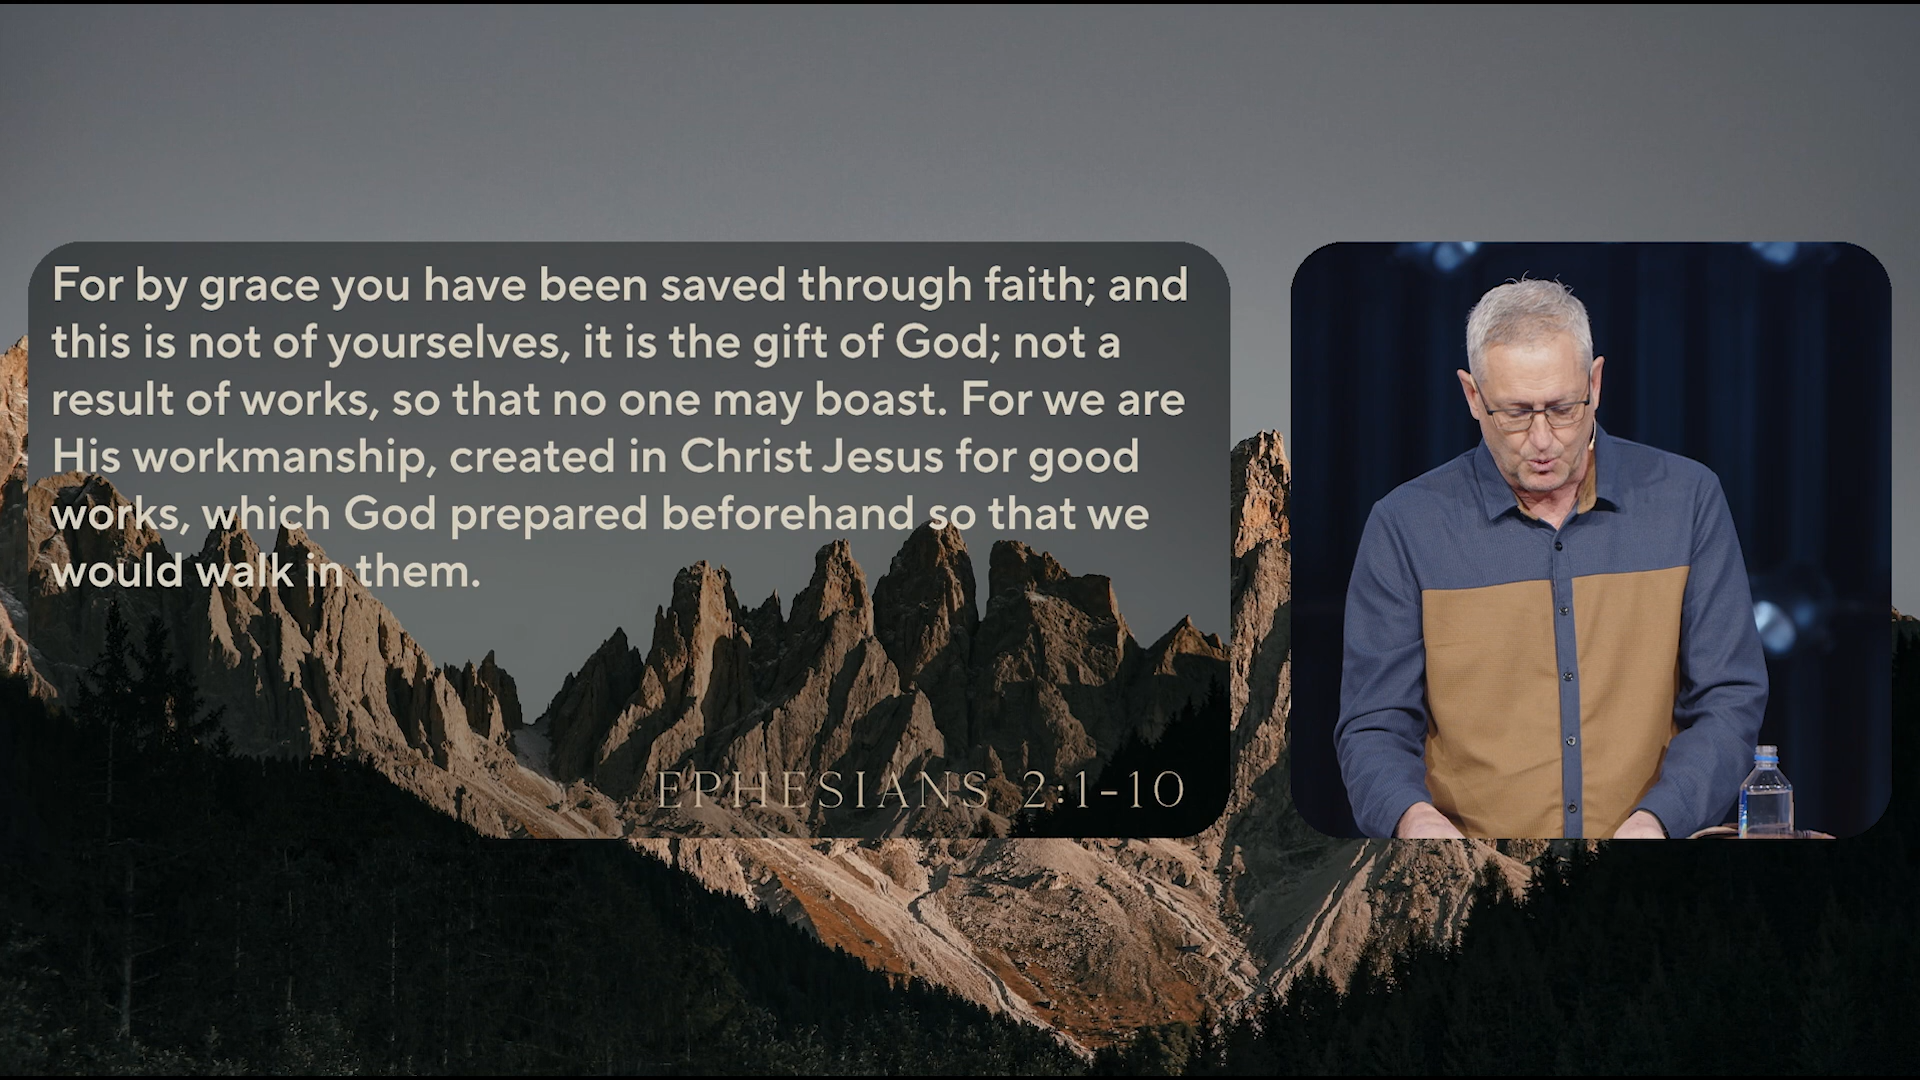 For by grace you have been saved through faith; and
this is not of yourselves, it is the gift of God; not a
result of works, so that no one may boast. For we are
His workmanship, created in Christ Jesus for good
works, which God prepared beforehand so that we
would walk in them.
EPHESIANS 2:1-10